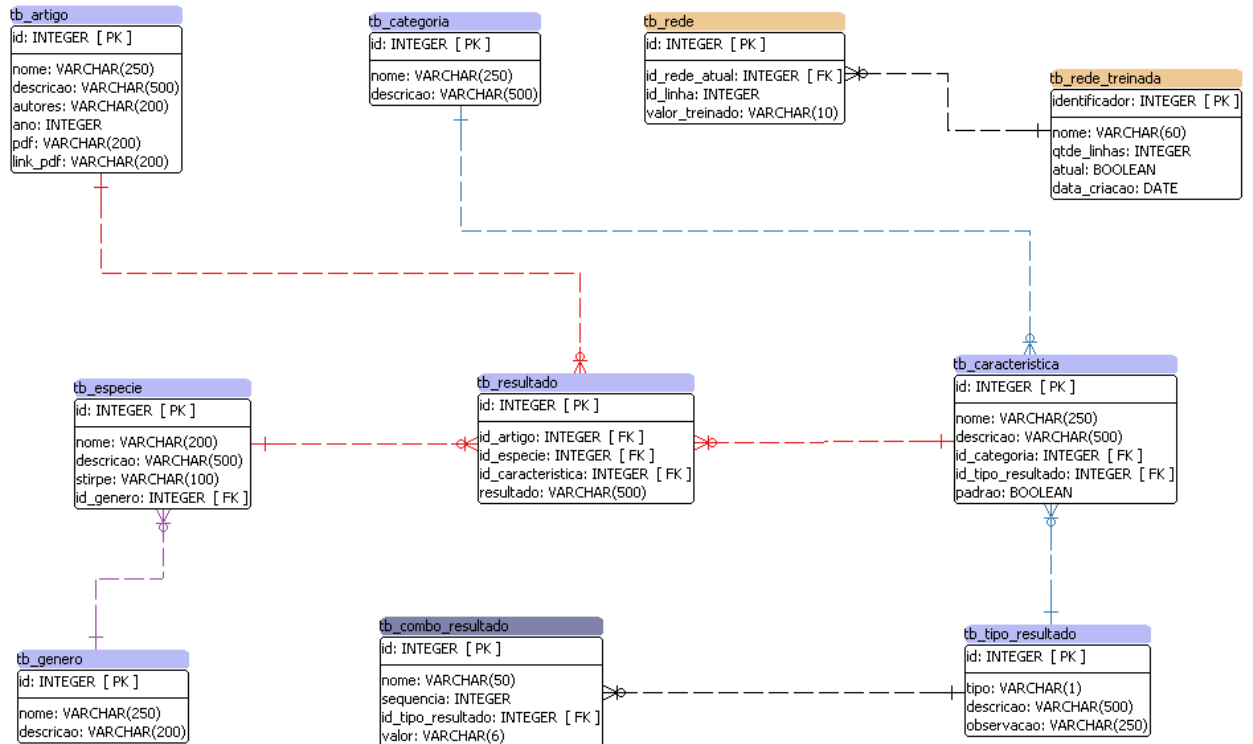 tb_artigo
id: INTEGER [ PK ]
nome: VARCHAR(250)
descricao: VARCHAR(500)
autores: VARCHAR(200)
ano: INTEGER
pdf: VARCHAR(200)
link_pdf: VARCHAR(200)
tb_categoria
id: INTEGER [ PK ]
nome: VARCHAR(250)
descricao: VARCHAR(500)
tb_rede
id: INTEGER [ PK ]
id_rede_atual: INTEGER [ FK ]
id_linha: INTEGER
valor_treinado: VARCHAR(10)
tb_rede_treinada
identificador: INTEGER [ PK ]
nome: VARCHAR(60)
qtde_linhas: INTEGER
atual: BOOLEAN
data_criacao: DATE
tb_especie
id: INTEGER [ PK ]
nome: VARCHAR(200)
descricao: VARCHAR(500)
stirpe: VARCHAR(100)
id_genero: INTEGER [ FK ]
tb_resultado
id: INTEGER [ PK ]
id_artigo: INTEGER [ FK ]
id_especie: INTEGER [ FK ]
id_caracteristica: INTEGER [ FK ]
resultado: VARCHAR(500)
tb_caracteristica
id: INTEGER [ PK ]
nome: VARCHAR(250)
descricao: VARCHAR(500)
id_categoria: INTEGER [ FK ]
id_tipo_resultado: INTEGER [ FK ]
padrao: BOOLEAN
tb_genero
id: INTEGER [ PK ]
nome: VARCHAR(250)
descricao: VARCHAR(200)
tb_combo_resultado
id: INTEGER [ PK ]
nome: VARCHAR(50)
sequencia: INTEGER
id_tipo_resultado: INTEGER [ FK ]
valor: VARCHAR(6)
tb_tipo_resultado
id: INTEGER [ PK ]
tipo: VARCHAR(1)
descricao: VARCHAR(500)
observacao: VARCHAR(250)